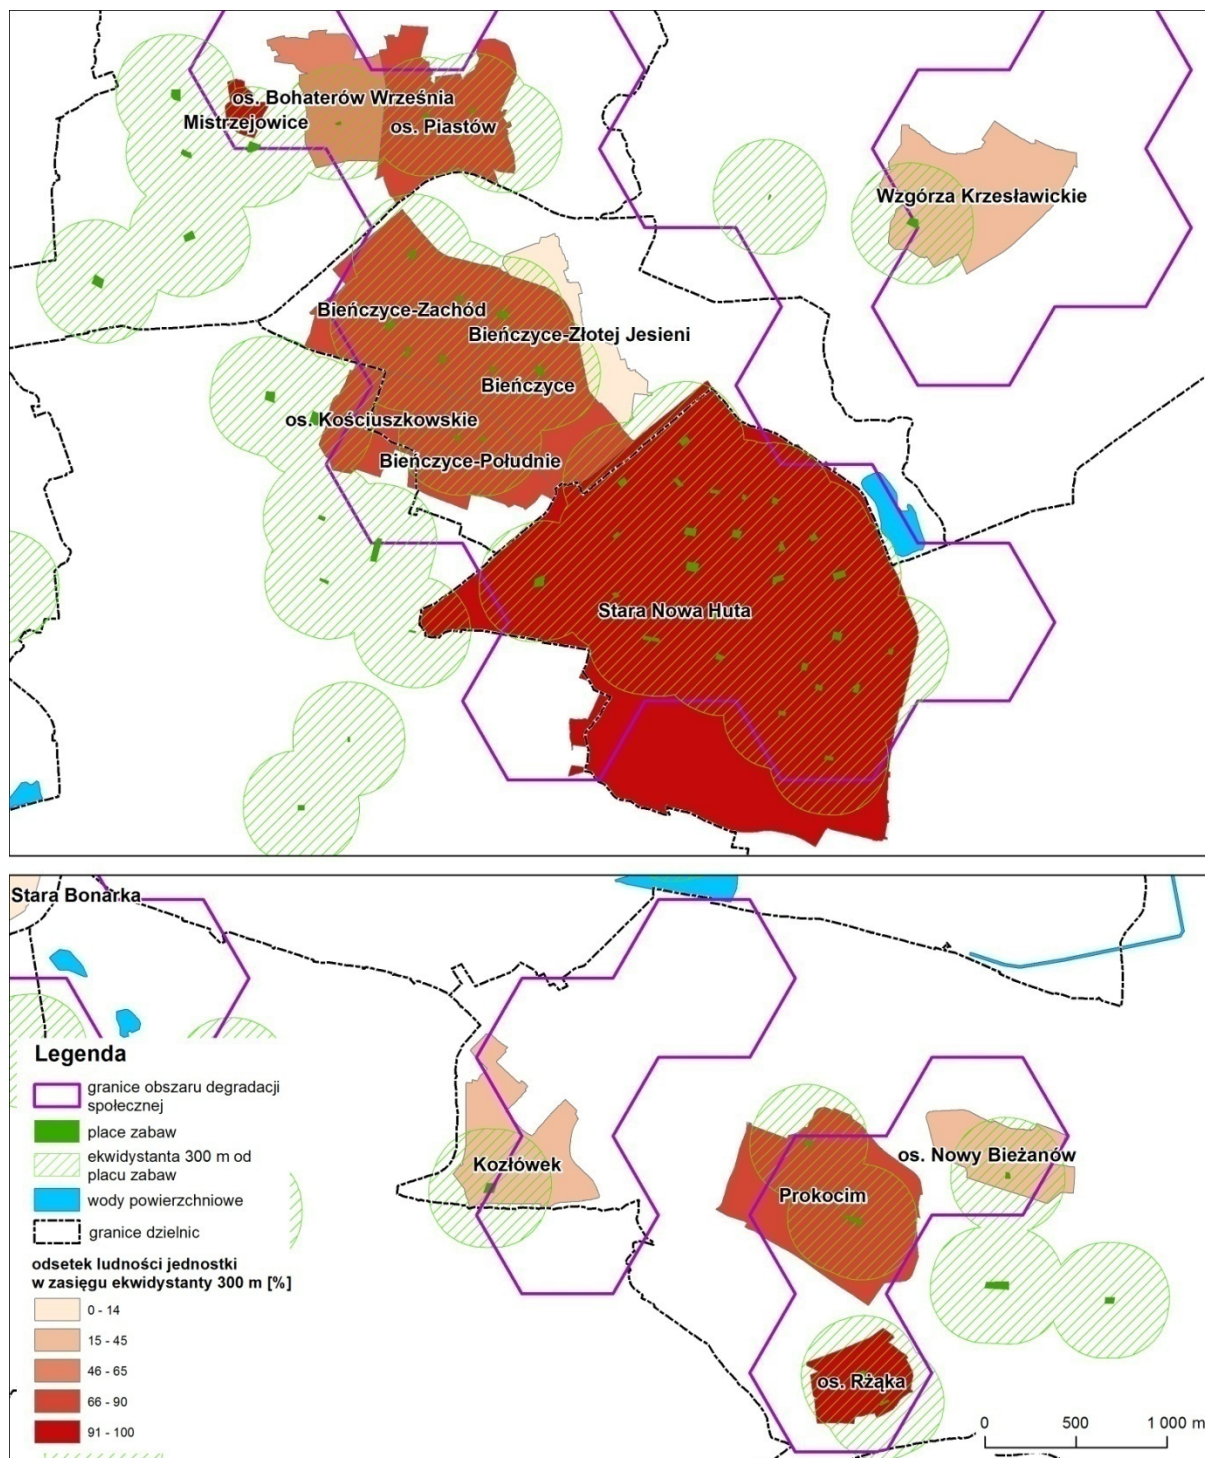 os. Bohaterów Września
Mistrzejowice
os. Piastów
Wzgórza Krzesławickie
Bieńczyce-Zachód
Bieńczyce-Złotej Jesieni
Bieńczyce
os. Kościuszkowskie
Bieńczyce-Południe
Stara Nowa Huta
Stara Bonarka
Legenda
granice obszaru degradacji
społecznej
place zabaw
ekwidystanta 300 m od
placu zabaw
wody powierzchniowe
granice dzielnic
odsetek ludności jednostki
w zasięgu ekwidystanty 300 m [%]
0 - 14
15 - 45
46 - 65
66 - 90
91 - 100
Kozłówek
os. Nowy Bieżanów
Prokocim
os. Rżąka
0 500 1 000 m